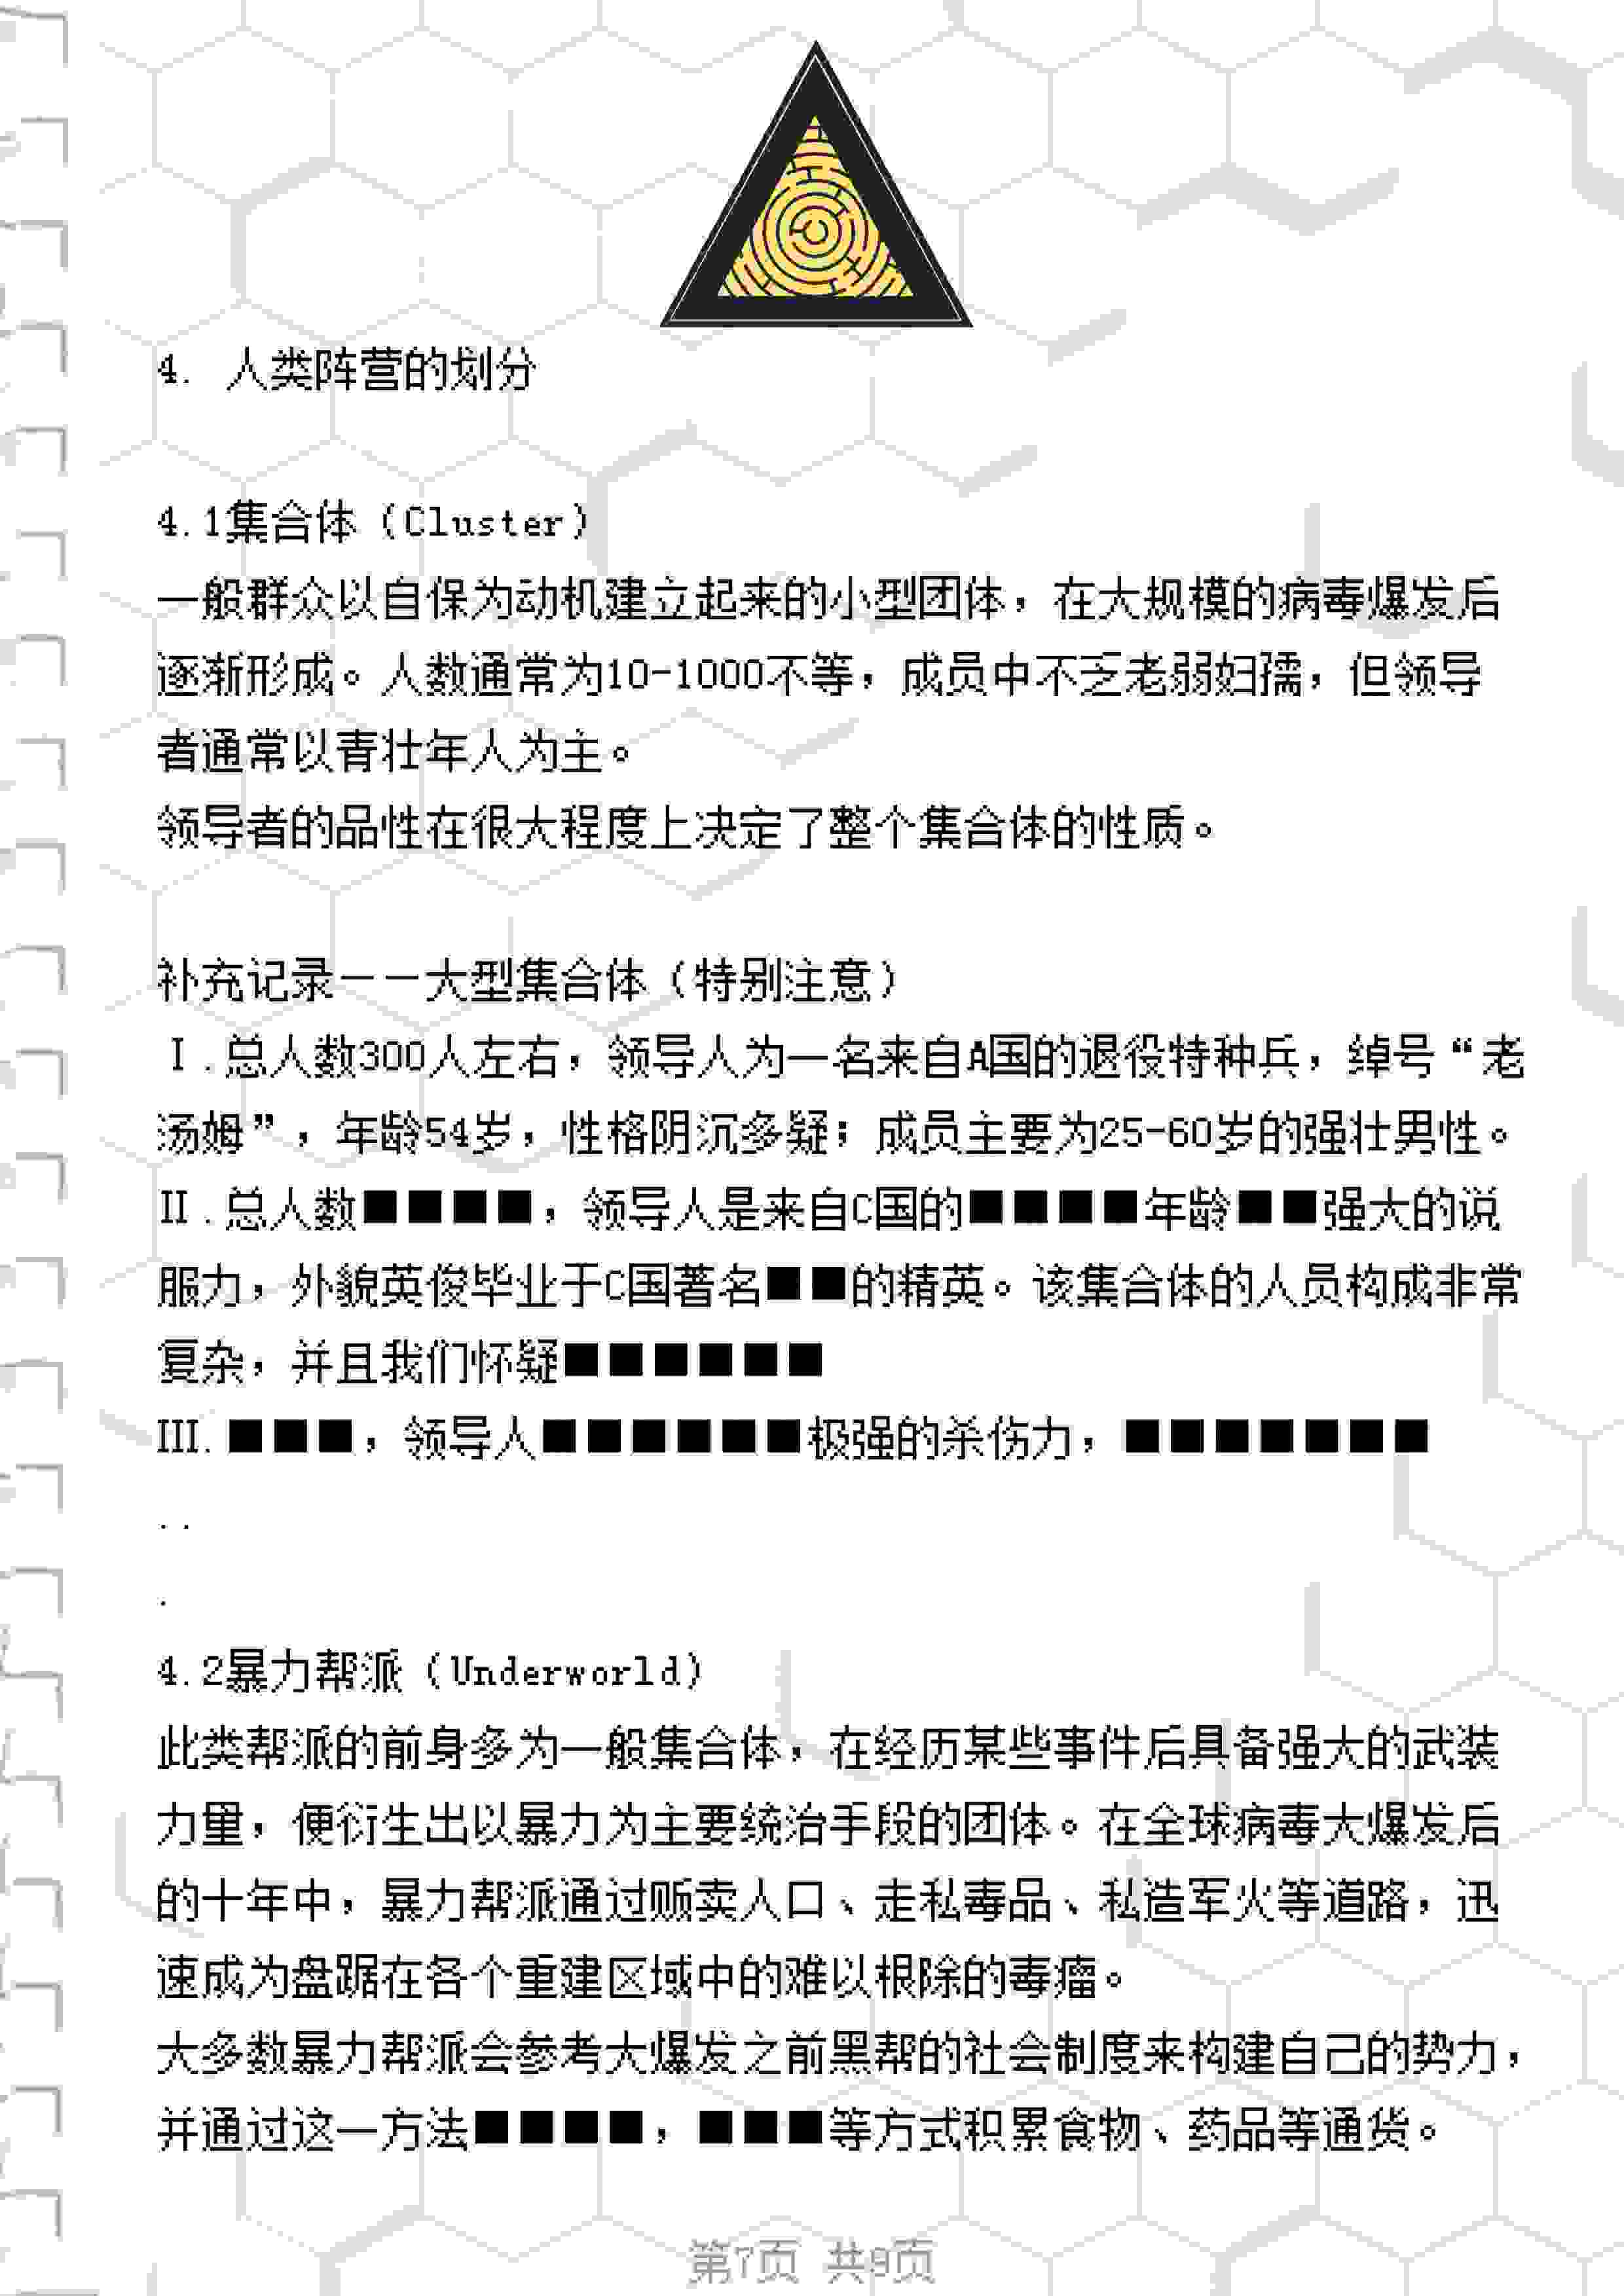 4. 人类阵营的划分
4.1集合体（Cluster）
一般群众以自保为动机建立起来的小型团体，在大规模的病毒爆发后
逐渐形成。人数通常为10-1000不等，成员中不乏老弱妇孺，但领导
者通常以青壮年人为主。
领导者的品性在很大程度上决定了整个集合体的性质。
补充记录——大型集合体（特别注意）
Ⅰ.总人数300人左右，领导人为一名来自A国的退役特种兵，绰号“老
汤姆”，年龄54岁，性格阴沉多疑；成员主要为25-60岁的强壮男性。
Ⅱ.总人数■■■■，领导人是来自C国的■■■■年龄■■强大的说
服力，外貌英俊毕业于C国著名■■的精英。该集合体的人员构成非常
复杂，并且我们怀疑■■■■■■
III.■■■，领导人■■■■■■极强的杀伤力，■■■■■■■
..
.
4.2暴力帮派（Underworld）
此类帮派的前身多为一般集合体，在经历某些事件后具备强大的武装
力量，便衍生出以暴力为主要统治手段的团体。在全球病毒大爆发后
的十年中，暴力帮派通过贩卖人口、走私毒品、私造军火等道路，迅
速成为盘踞在各个重建区域中的难以根除的毒瘤。
大多数暴力帮派会参考大爆发之前黑帮的社会制度来构建自己的势力，
并通过这一方法■■■■，■■■等方式积累食物、药品等通货。
第7页 共9页